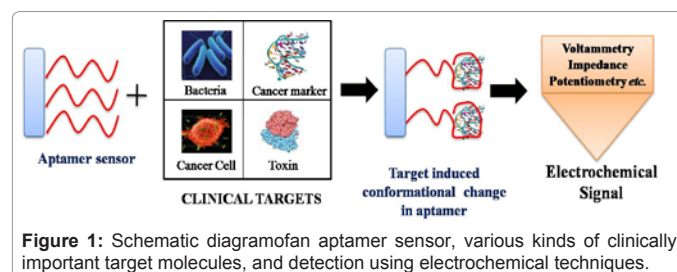 Aptamer sensor
Bacteria
Cancer marker
Cancer Cell
Toxin
CLINICAL TARGETS
Target induced
conformational change
in aptamer
Voltammetry
Impedance
Potentiometry etc.
Electrochemical
Signal
Figure 1: Schematic diagramofan aptamer sensor, various kinds of clinically
important target molecules, and detection using electrochemical techniques.